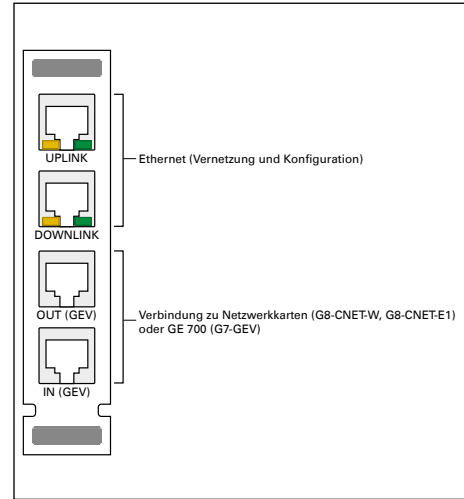 UPLINK
Ethernet (Vernetzung und Konfiguration)
DOWNLINK
OUT (GEV)
Verbindung zu Netzwerkkarten (G8-CNET-W, G8-CNET-E1)
oder GE 700 (G7-GEV)
IN (GEV)